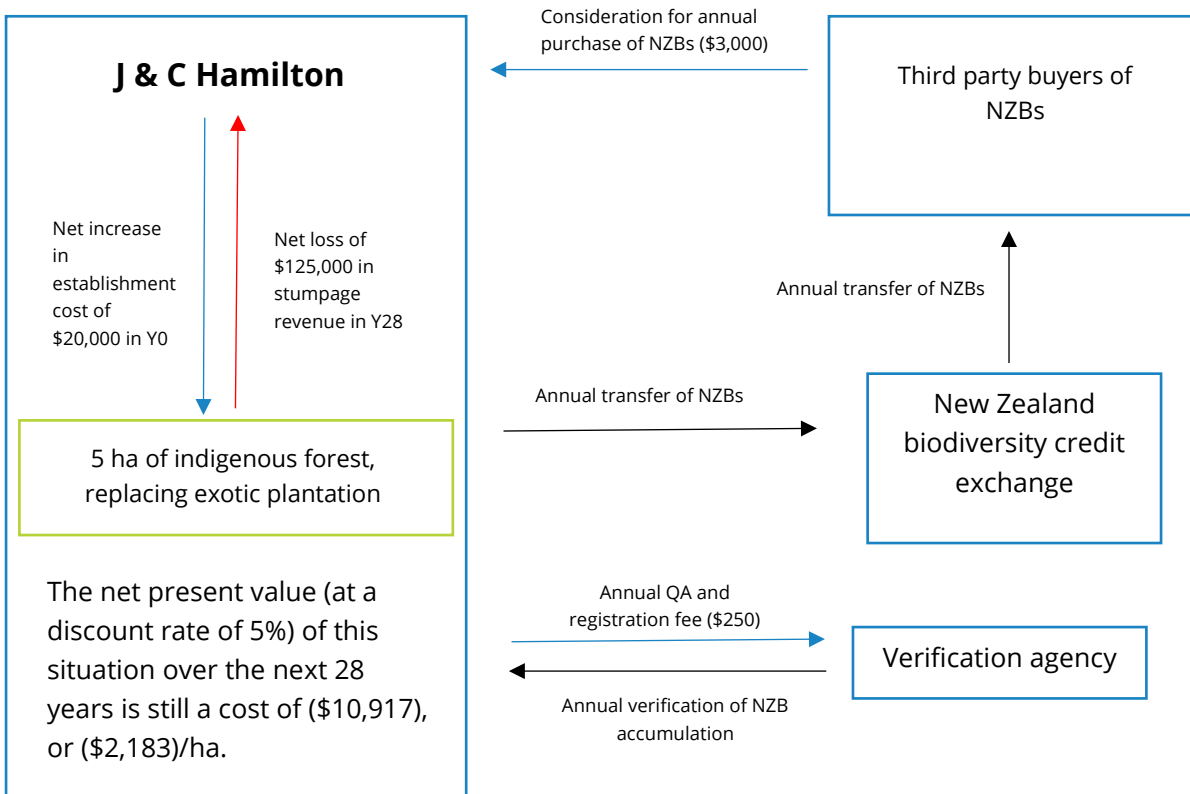 J & C Hamilton
Consideration for annual
purchase of NZBs ($3,000)
Third party buyers of
NZBs
Net increase
in
establishment
cost of
$20,000 in Y0
Net loss of
$125,000 in
stumpage
revenue in Y28
Annual transfer of NZBs
Annual transfer of NZBs
New Zealand
biodiversity credit
exchange
5 ha of indigenous forest,
replacing exotic plantation
The net present value (at a
discount rate of 5%) of this
situation over the next 28
years is still a cost of ($10,917),
or ($2,183)/ha.
Annual QA and
registration fee ($250)
Verification agency
Annual verification of NZB
accumulation